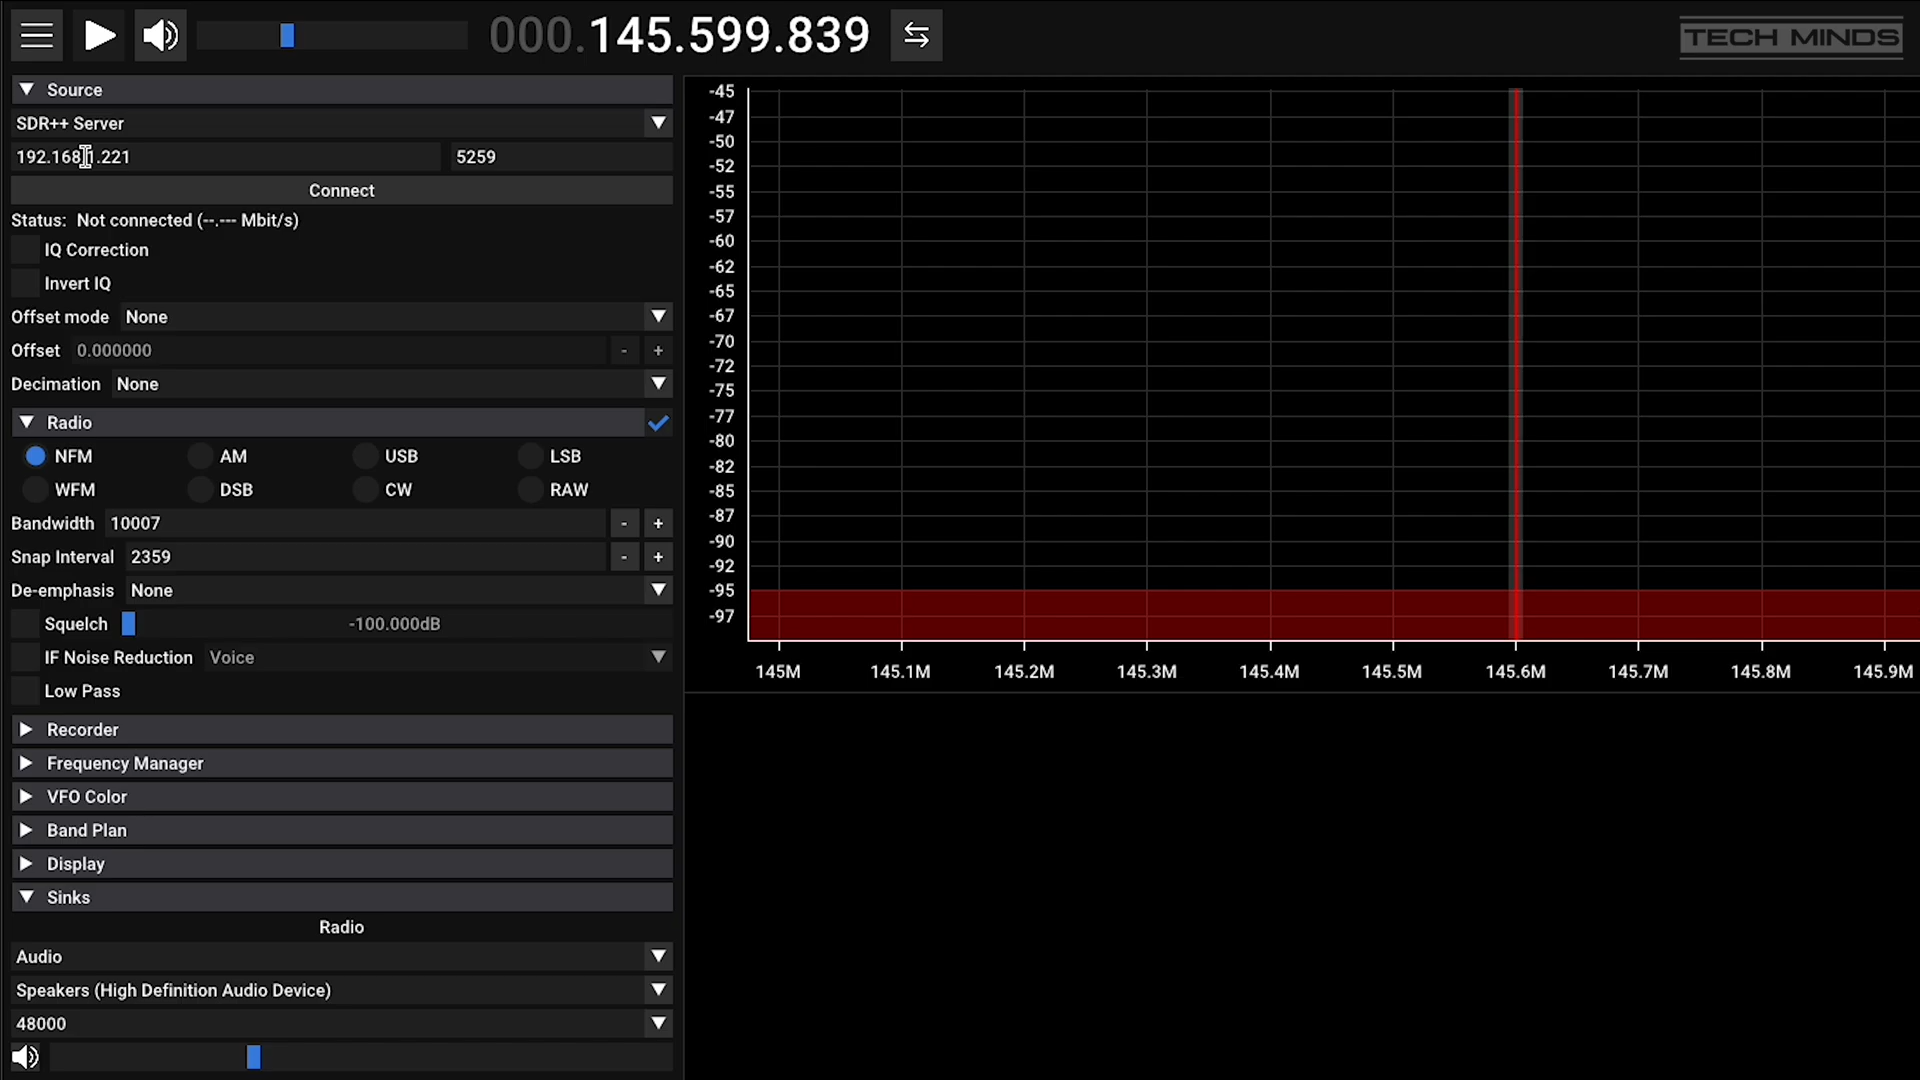 000.145.599.839
TECH MINDS
Source
SDR++ Server
192.168.1.221 5259
Connect
Status: Not connected (--.--- Mbit/s)
IQ Correction
Invert IQ
Offset mode None
Offset 0.000000 - +
Decimation None
Radio
NFM AM USB LSB
WFM DSB CW RAW
Bandwidth 10007 - +
Snap Interval 2359 - +
De-emphasis None
Squelch -100.000dB
IF Noise Reduction Voice
Low Pass
Recorder
Frequency Manager
VFO Color
Band Plan
Display
Sinks
Radio
Audio
Speakers (High Definition Audio Device)
48000
-45
-47
-50
-52
-55
-57
-60
-62
-65
-67
-70
-72
-75
-77
-80
-82
-85
-87
-90
-92
-95
-97
145M 145.1M 145.2M 145.3M 145.4M 145.5M 145.6M 145.7M 145.8M 145.9M